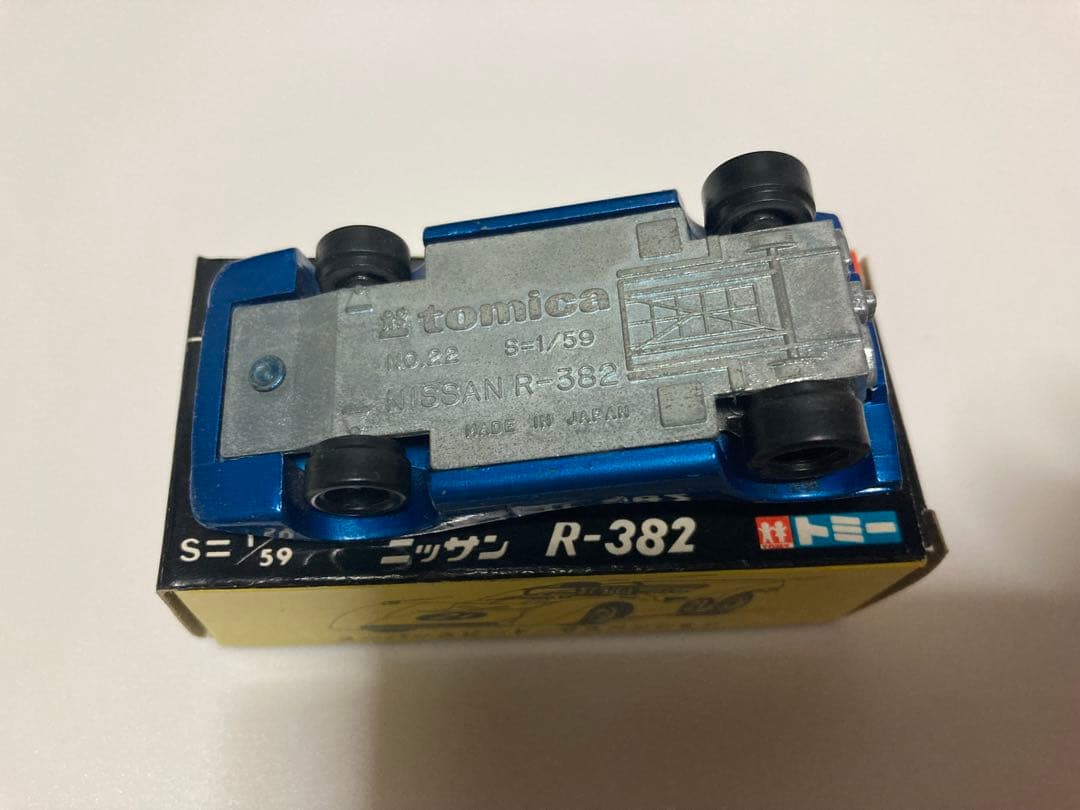 tomica
NO.22 S=1/59
NISSAN R-382
MADE IN JAPAN
S=1/59 ニッサン R-382 TOMY トミー